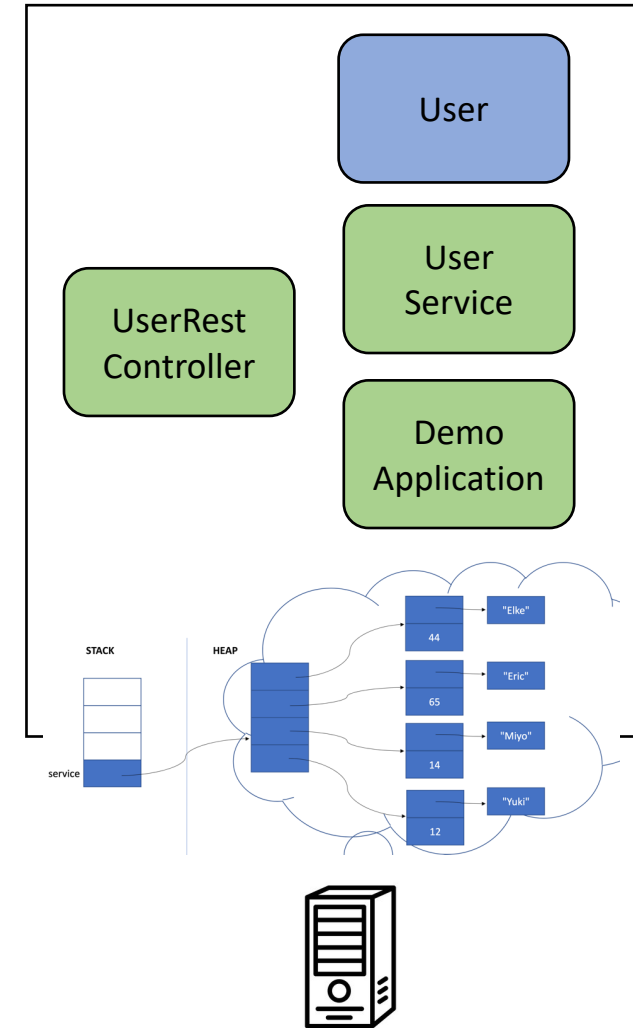 User
User
Service
UserRest
Controller
Demo
Application
STACK
HEAP
service
44
"Elke"
65
"Eric"
14
"Miyo"
12
"Yuki"